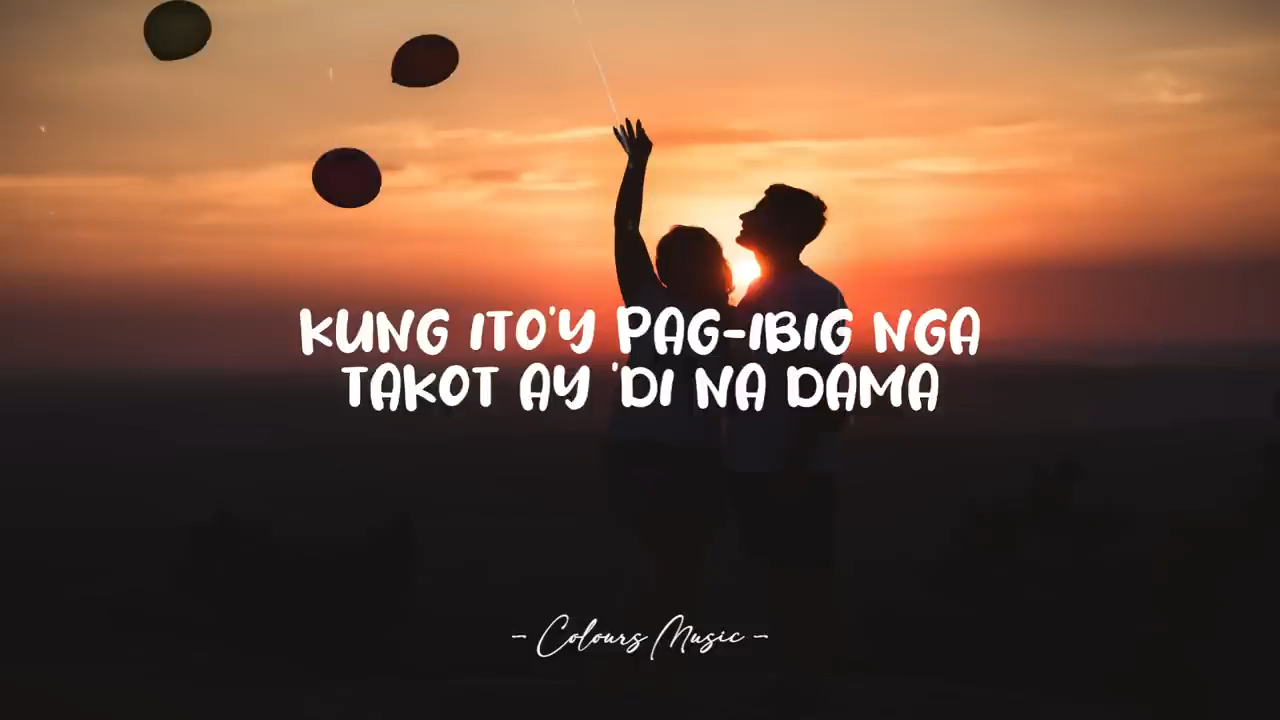 KUNG ITO'Y PAG-IBIG NGA
TAKOT AY 'DI NA DAMA
- Colours Music -